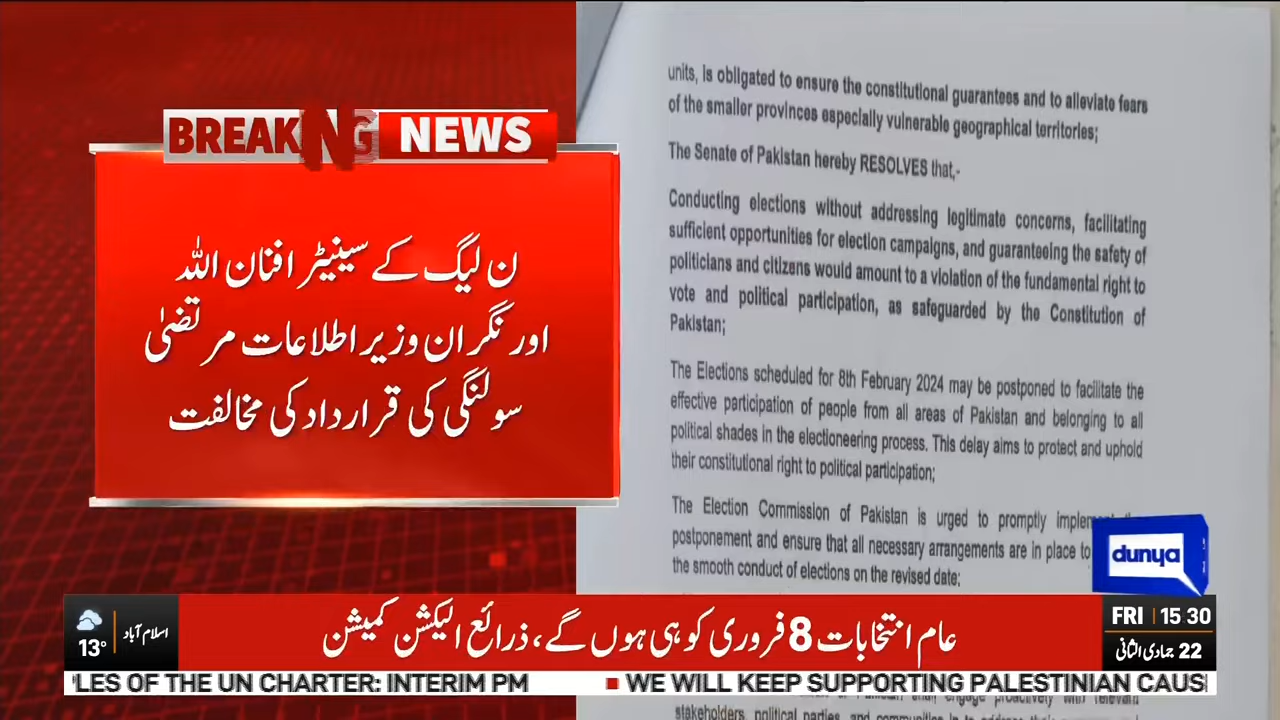 BREAKING NEWS
ن لیگ کے سینیٹر افنان اللہ
اور نگران وزیر اطلاعات مرتضیٰ
سولنگی کی قرارداد کی مخالفت
units, is obligated to ensure the constitutional guarantees and to alleviate fears
of the smaller provinces especially vulnerable geographical territories;
The Senate of Pakistan hereby RESOLVES that,-
Conducting elections without addressing legitimate concerns, facilitating
sufficient opportunities for election campaigns, and guaranteeing the safety of
politicians and citizens would amount to a violation of the fundamental right to
vote and political participation, as safeguarded by the Constitution of
Pakistan;
The Elections scheduled for 8th February 2024 may be postponed to facilitate the
effective participation of people from all areas of Pakistan and belonging to all
political shades in the electioneering process. This delay aims to protect and uphold
their constitutional right to political participation;
The Election Commission of Pakistan is urged to promptly
postponement and ensure that all necessary arrangements are in place to
the smooth conduct of elections on the revised date;
dunya
اسلام آباد
13°
عام انتخابات 8 فروری کو ہی ہوں گے، ذرائع الیکشن کمیشن
FRI 15 30
22 جمادی الثانی
LES OF THE UN CHARTER: INTERIM PM ■ WE WILL KEEP SUPPORTING PALESTINIAN CAUS
stakeholders, political parties, and communities in to address their